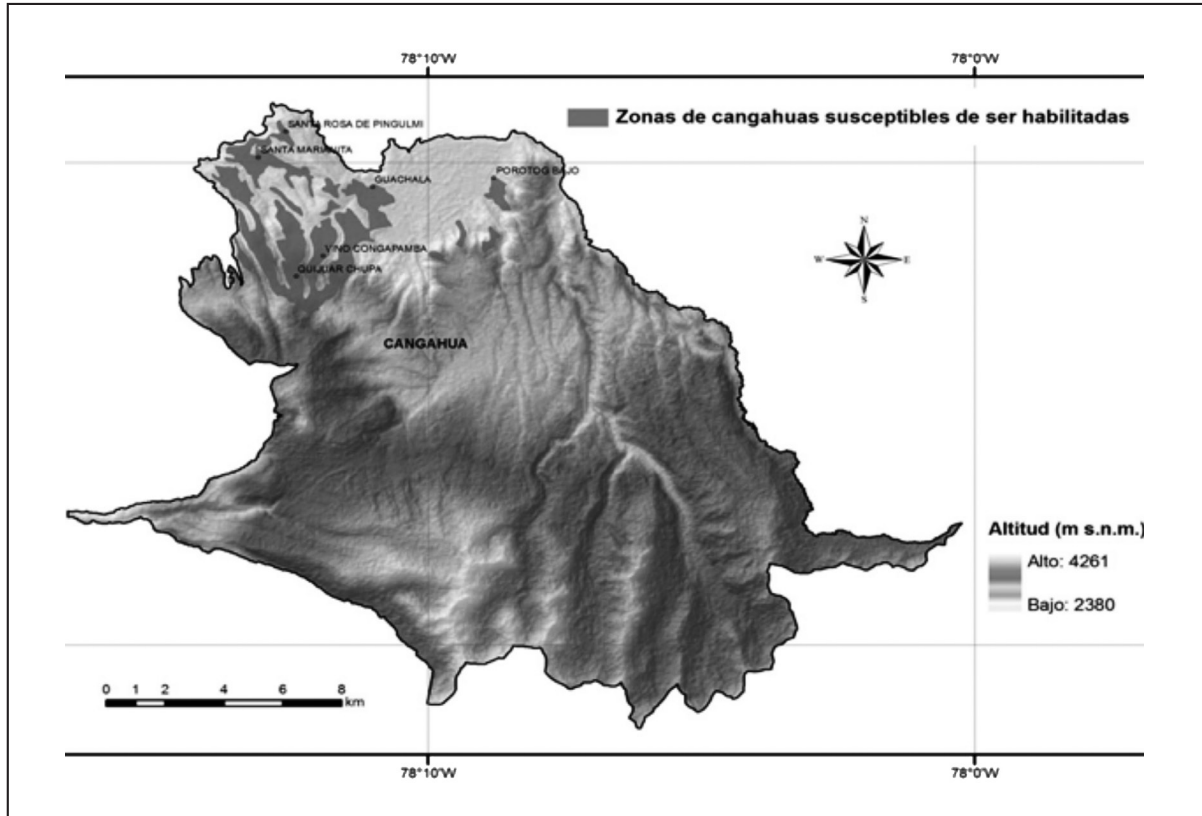 78°10'W
78°0'W
Zonas de cangahuas susceptibles de ser habilitadas
SANTA ROSA DE PINGULMI
SANTA MARIANITA
GUACHALA
POROTOG BAJO
N
W
E
S
VINO CONGAPAMBA
QUIJUAR CHUPA
CANGAHUA
Altitud (m s.n.m.)
Alto: 4261
Bajo: 2380
0 1 2 4 6 8
km
78°10'W
78°0'W